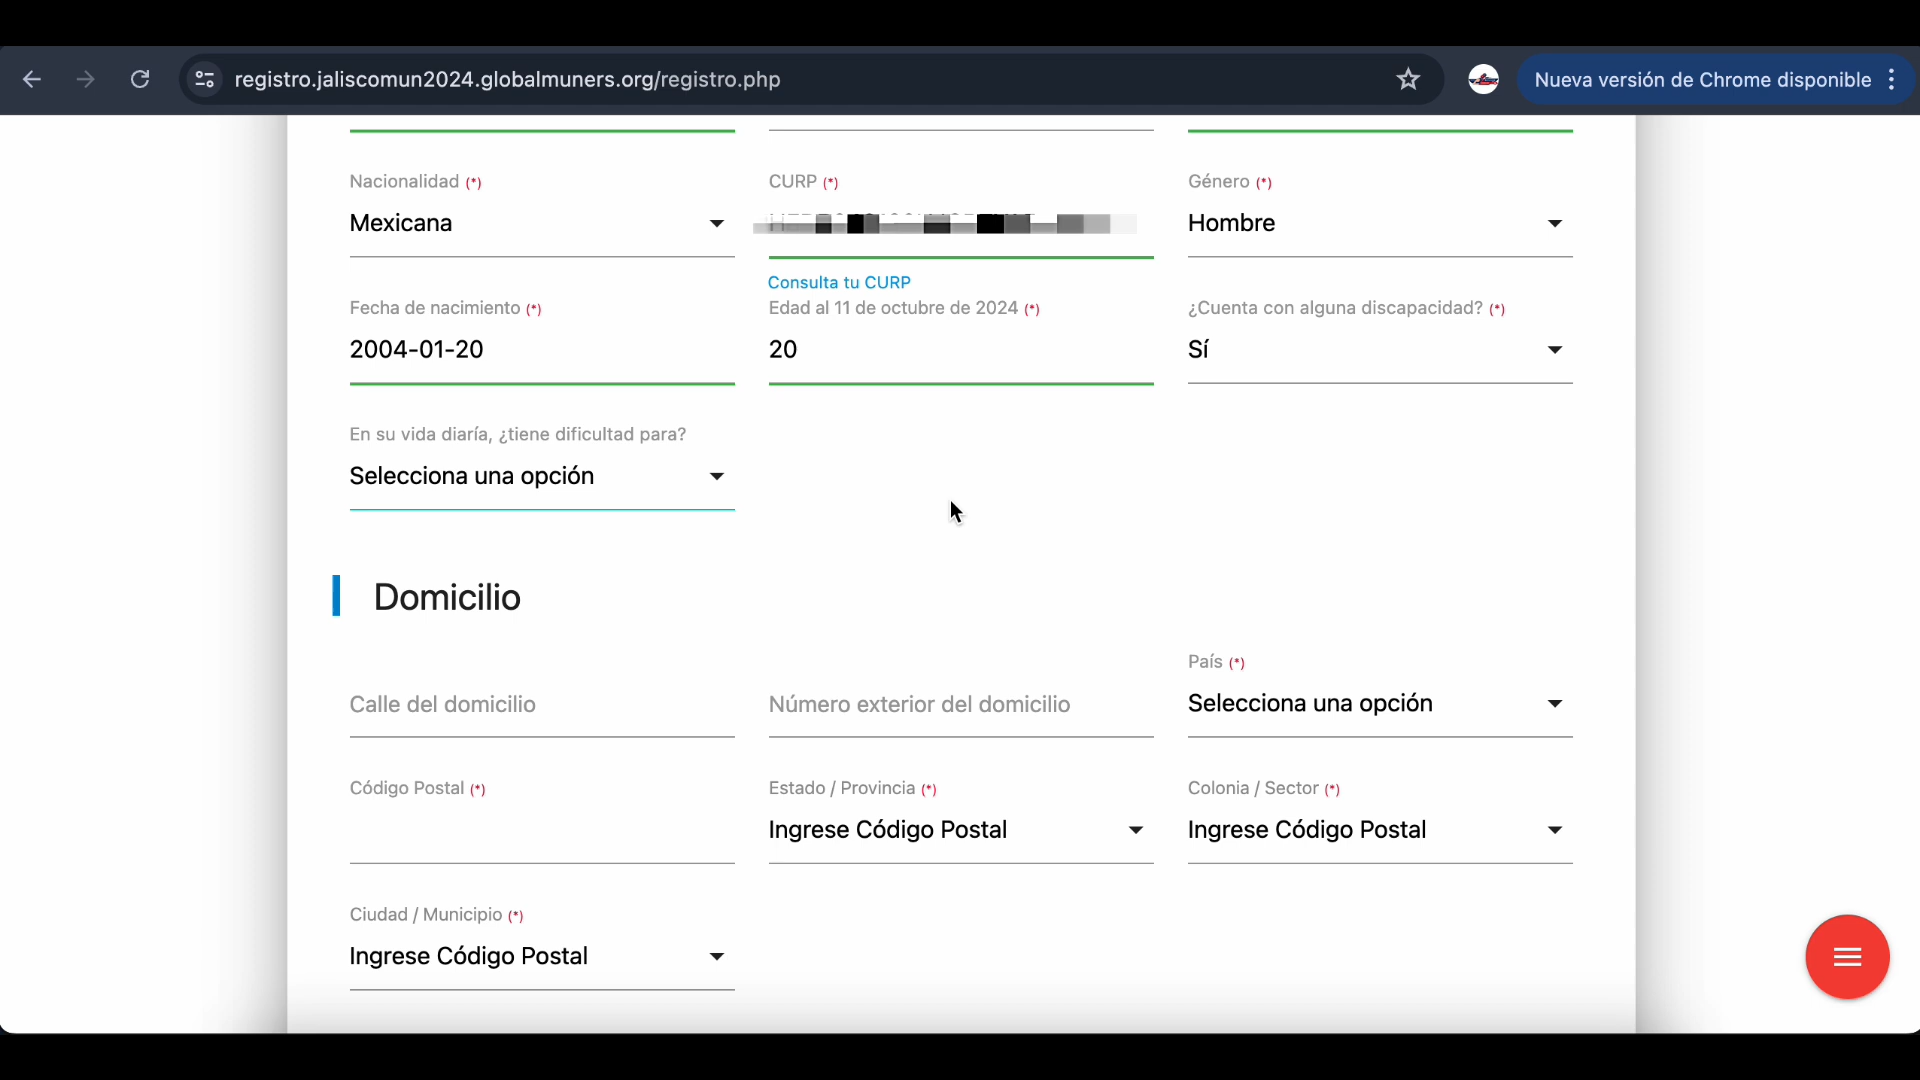 registro.jaliscomun2024.globalmuners.org/registro.php
Nueva versión de Chrome disponible
Nacionalidad (*)
CURP (*)
Género (*)
Mexicana
Hombre
Consulta tu CURP
Fecha de nacimiento (*)
Edad al 11 de octubre de 2024 (*)
¿Cuenta con alguna discapacidad? (*)
2004-01-20
20
Sí
En su vida diaría, ¿tiene dificultad para?
Selecciona una opción
Domicilio
País (*)
Calle del domicilio
Número exterior del domicilio
Selecciona una opción
Código Postal (*)
Estado / Provincia (*)
Colonia / Sector (*)
Ingrese Código Postal
Ingrese Código Postal
Ciudad / Municipio (*)
Ingrese Código Postal